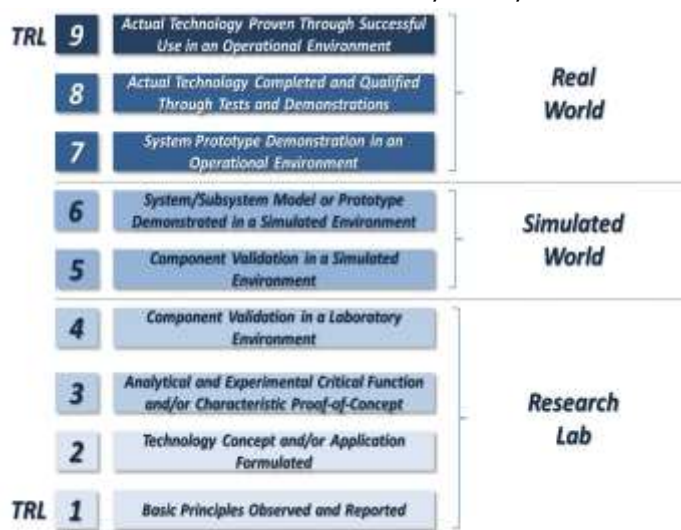 TRL 9 Actual Technology Proven Through Successful
Use in an Operational Environment
8 Actual Technology Completed and Qualified
Through Tests and Demonstrations
Real
World
7 System Prototype Demonstration in an
Operational Environment
6 System/Subsystem Model or Prototype
Demonstrated in a Simulated Environment
Simulated
World
5 Component Validation in a Simulated
Environment
4 Component Validation in a Laboratory
Environment
3 Analytical and Experimental Critical Function
and/or Characteristic Proof-of-Concept
Research
Lab
2 Technology Concept and/or Application
Formulated
TRL 1 Basic Principles Observed and Reported